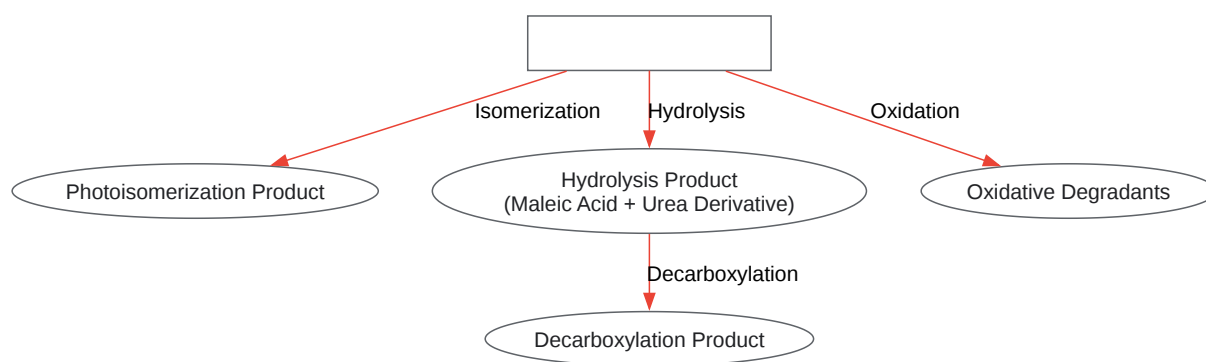 Isomerization
Hydrolysis
Oxidation
Photoisomerization Product
Hydrolysis Product
(Maleic Acid + Urea Derivative)
Oxidative Degradants
Decarboxylation
Decarboxylation Product